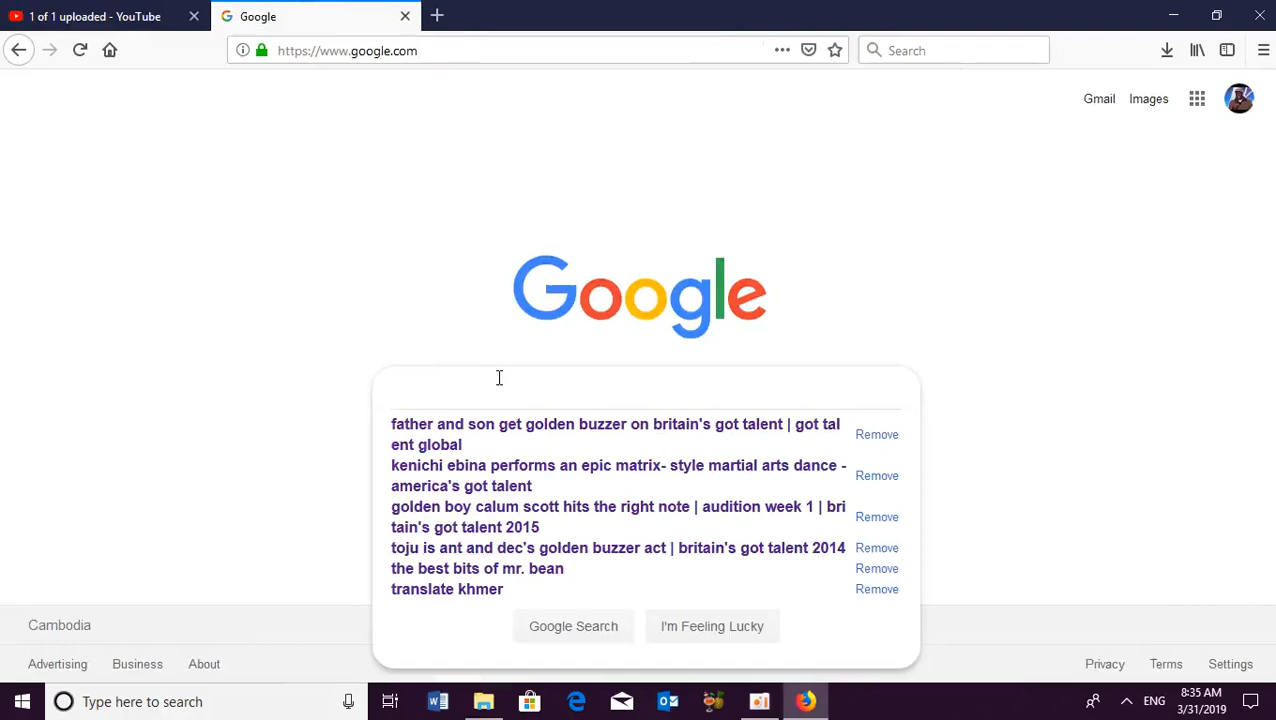 1 of 1 uploaded - YouTube
Google
https://www.google.com
Search
Gmail
Images
Google
father and son get golden buzzer on britain's got talent | got tal
ent global
Remove
kenichi ebina performs an epic matrix- style martial arts dance -
america's got talent
Remove
golden boy calum scott hits the right note | audition week 1 | bri
tain's got talent 2015
Remove
toju is ant and dec's golden buzzer act | britain's got talent 2014
Remove
the best bits of mr. bean
Remove
translate khmer
Remove
Google Search
I'm Feeling Lucky
Cambodia
Advertising
Business
About
Privacy
Terms
Settings
Type here to search
ENG
8:35 AM
3/31/2019